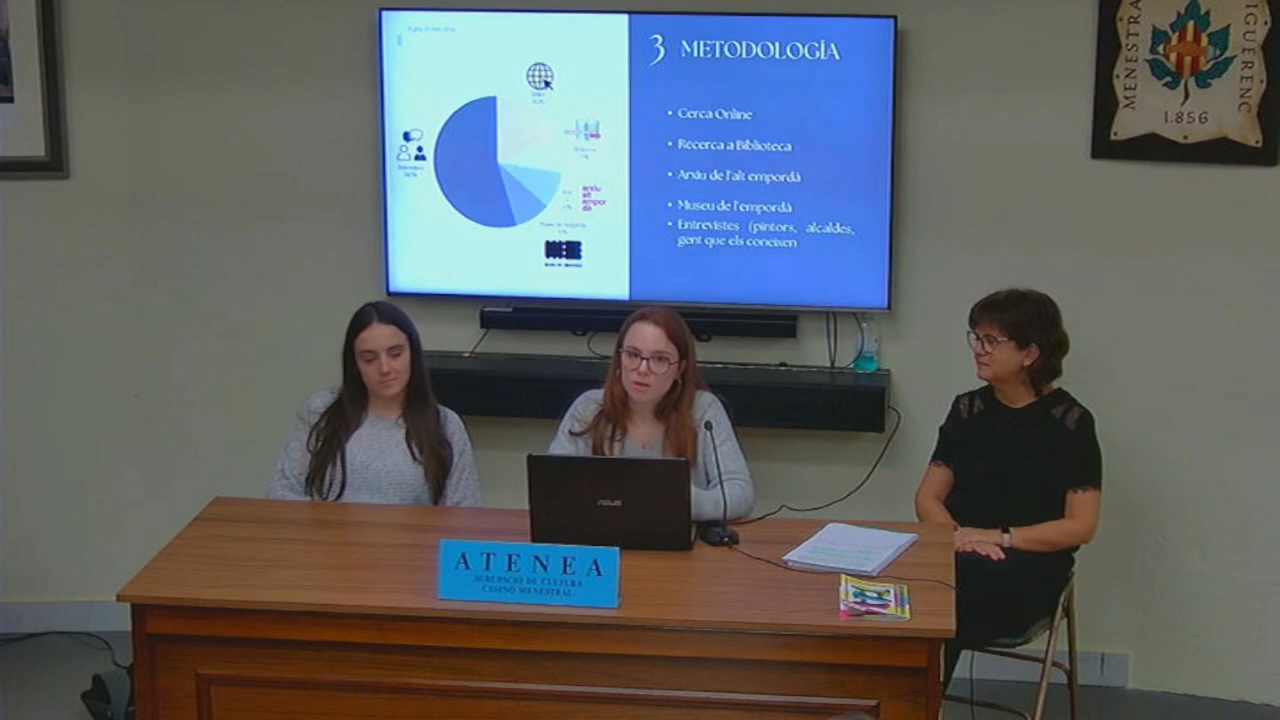 3 METODOLOGÍA
• Cerca Online
• Recerca a Biblioteca
• Arxiu de l'alt empordà
• Museu de l'empordà
• Entrevistes (pintors, alcaldes,
gent que els coneixen
arxiu
alt
empor
dà
MENESTRA
IGUERENC
1.856
ASUS
ATENEA
AGRUPACIÓ DE CULTURA
CASINO MENESTRAL